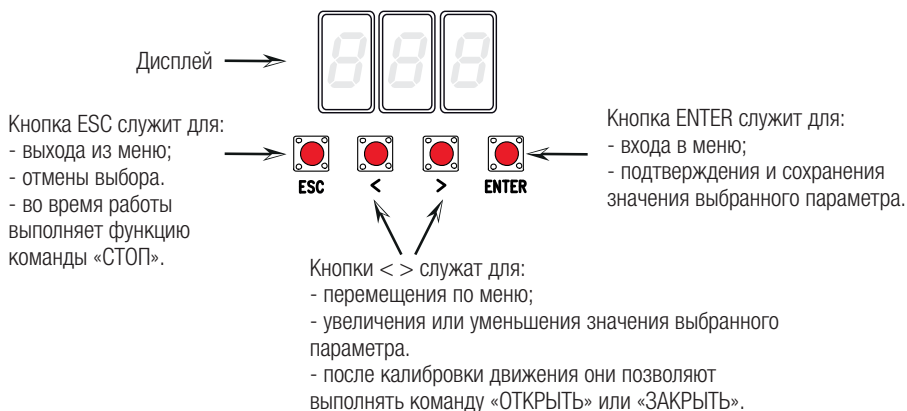 Дисплей
Кнопка ESC служит для:
- выхода из меню;
- отмены выбора.
- во время работы
выполняет функцию
команды «СТОП».
Кнопка ENTER служит для:
- входа в меню;
- подтверждения и сохранения
значения выбранного параметра.
ESC < > ENTER
Кнопки < > служат для:
- перемещения по меню;
- увеличения или уменьшения значения выбранного
параметра.
- после калибровки движения они позволяют
выполнять команду «ОТКРЫТЬ» или «ЗАКРЫТЬ».